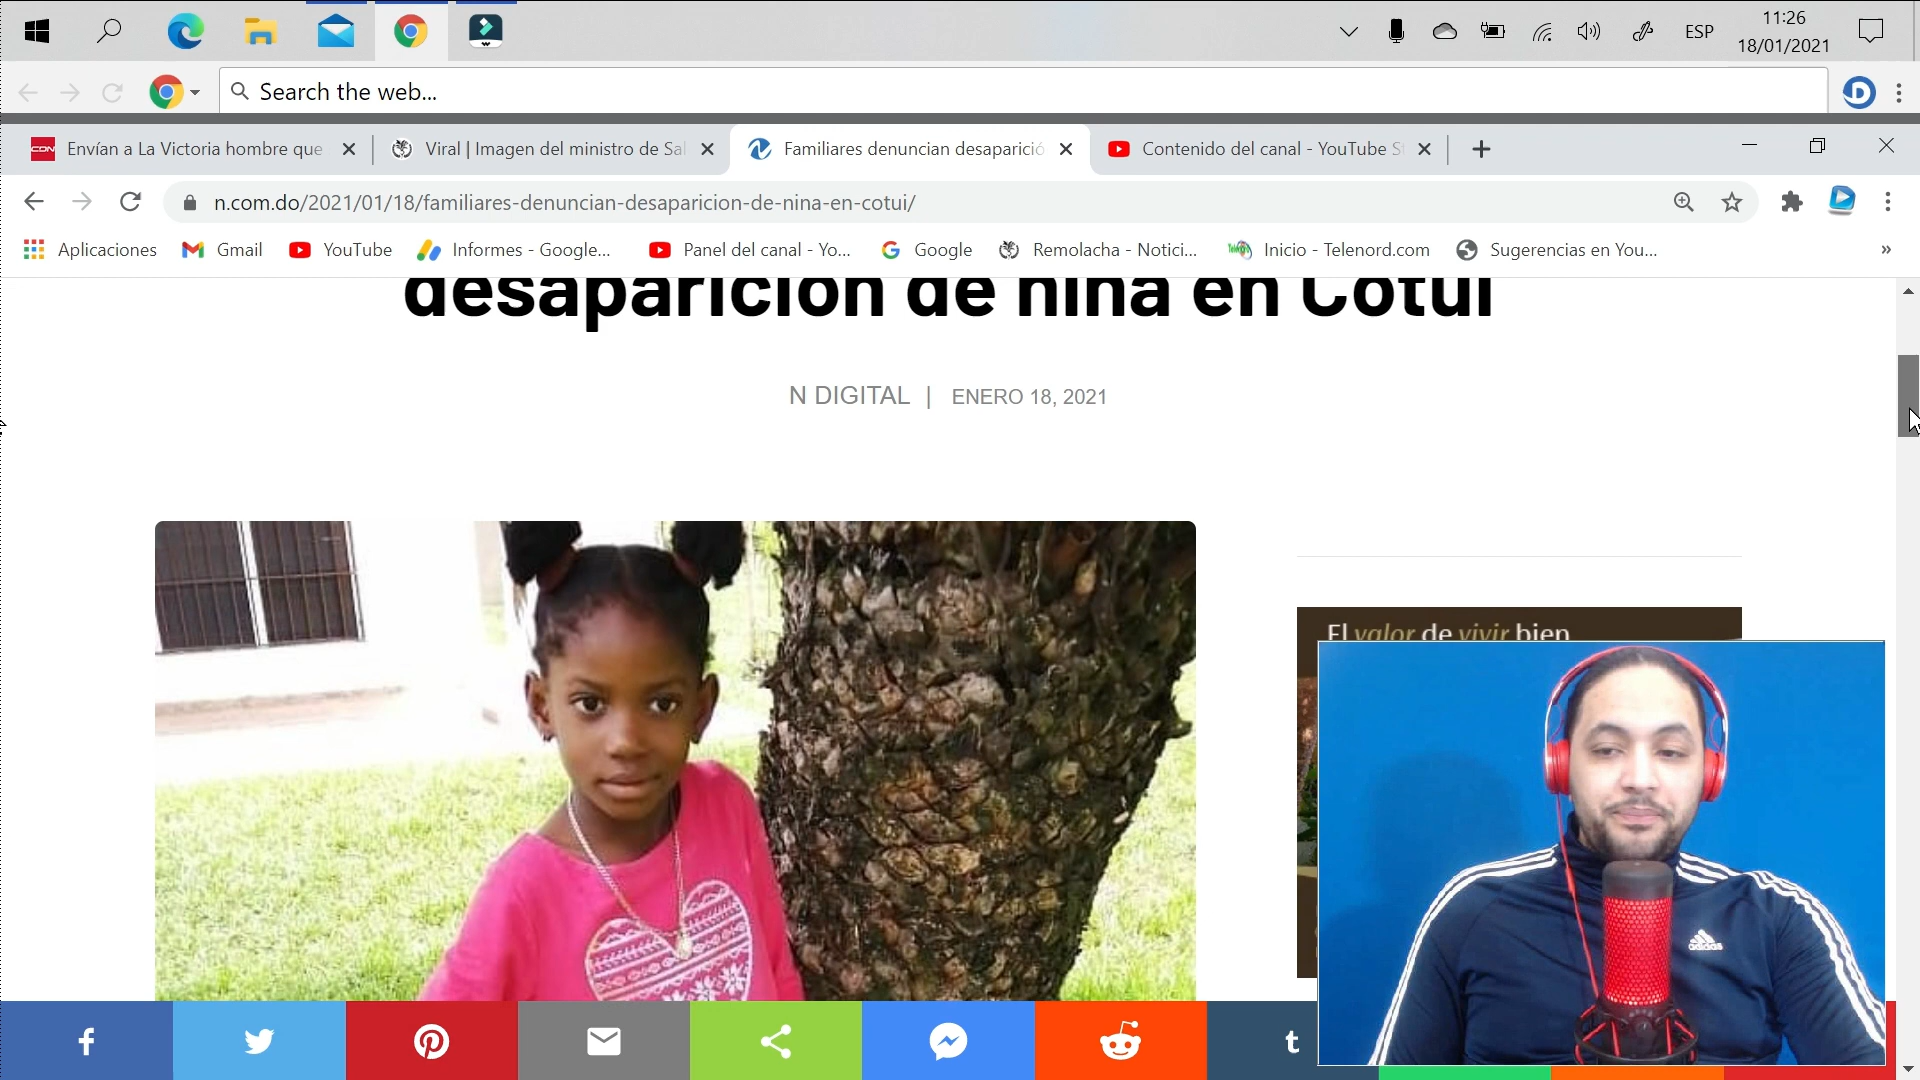 ESP
11:26
18/01/2021
Search the web...
CDN Envían a La Victoria hombre que
Viral | Imagen del ministro de Sal
Familiares denuncian desaparició
Contenido del canal - YouTube S
n.com.do/2021/01/18/familiares-denuncian-desaparicion-de-nina-en-cotui/
Aplicaciones
Gmail
YouTube
Informes - Google...
Panel del canal - Yo...
Google
Remolacha - Notici...
Inicio - Telenord.com
Sugerencias en You...
»
desaparición de niña en Cotuí
N DIGITAL | ENERO 18, 2021
El valor de vivir bien
adidas